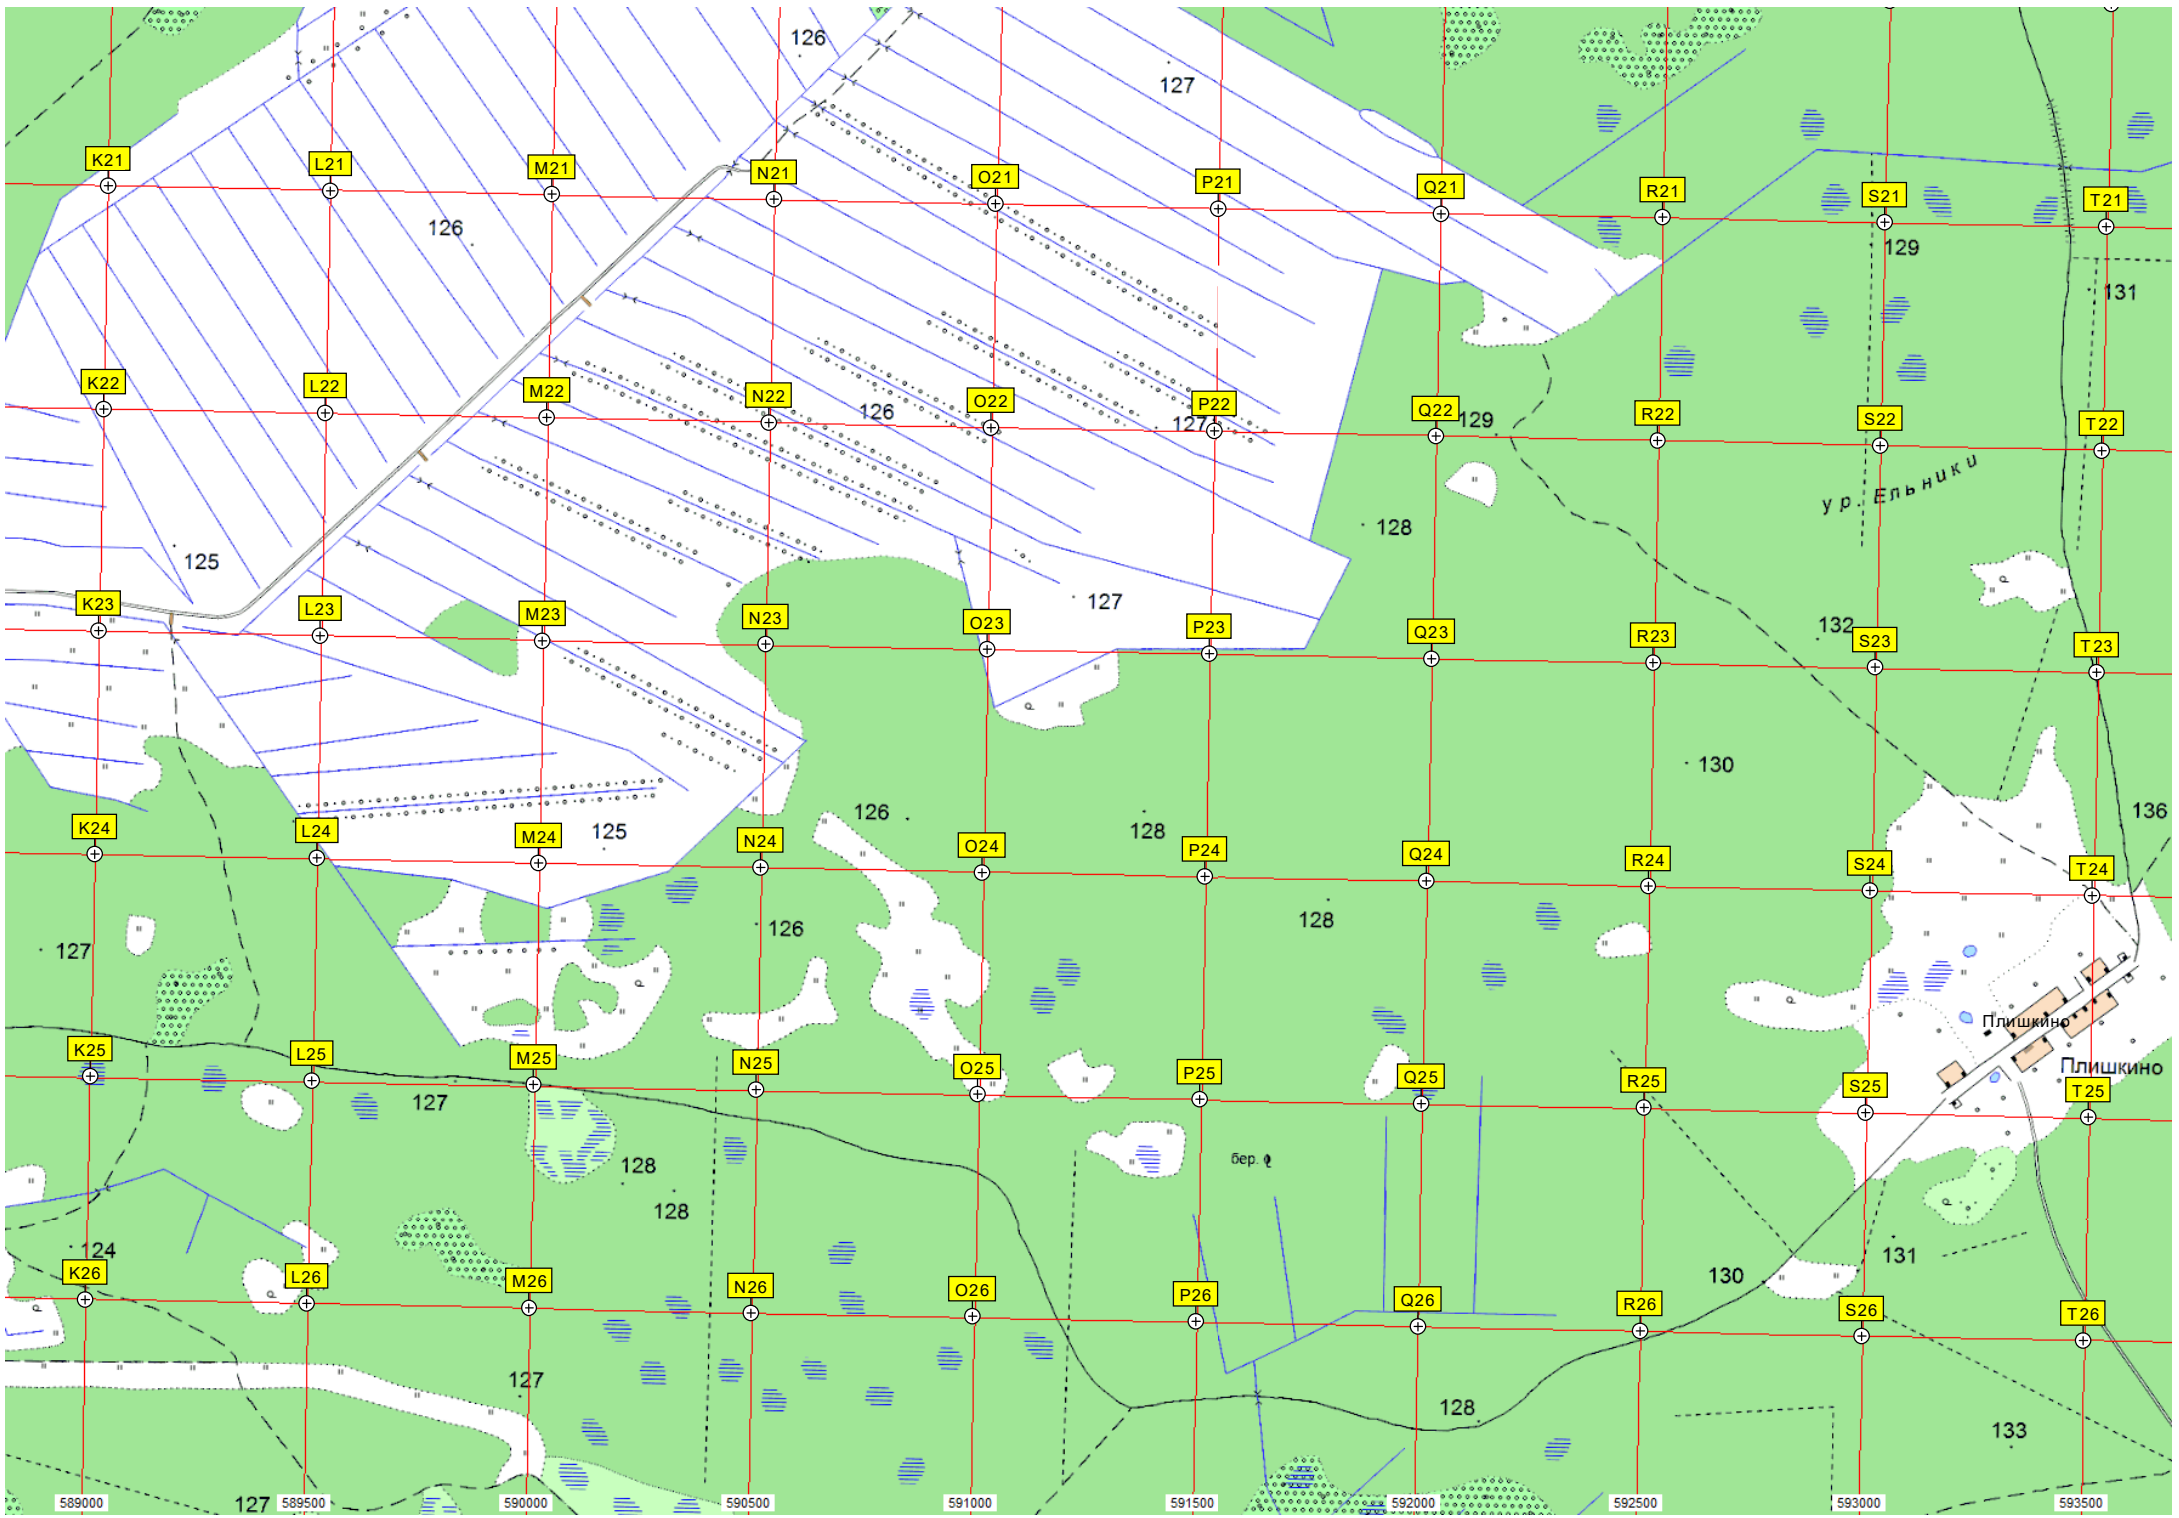 126
127
K21
L21
M21
N21
O21
P21
Q21
R21
S21
T21
126
129
131
K22
L22
M22
N22
O22
P22
Q22
R22
S22
T22
126
127
129
ур. Ельники
128
125
K23
L23
M23
N23
O23
P23
Q23
R23
S23
T23
127
132
130
126
128
125
136
K24
L24
M24
N24
O24
P24
Q24
R24
S24
T24
127
126
128
Плишкино
Плишкино
K25
L25
M25
N25
O25
P25
Q25
R25
S25
T25
127
128
128
бер.
124
131
130
K26
L26
M26
N26
O26
P26
Q26
R26
S26
T26
127
128
133
127
589000
589500
590000
590500
591000
591500
592000
592500
593000
593500